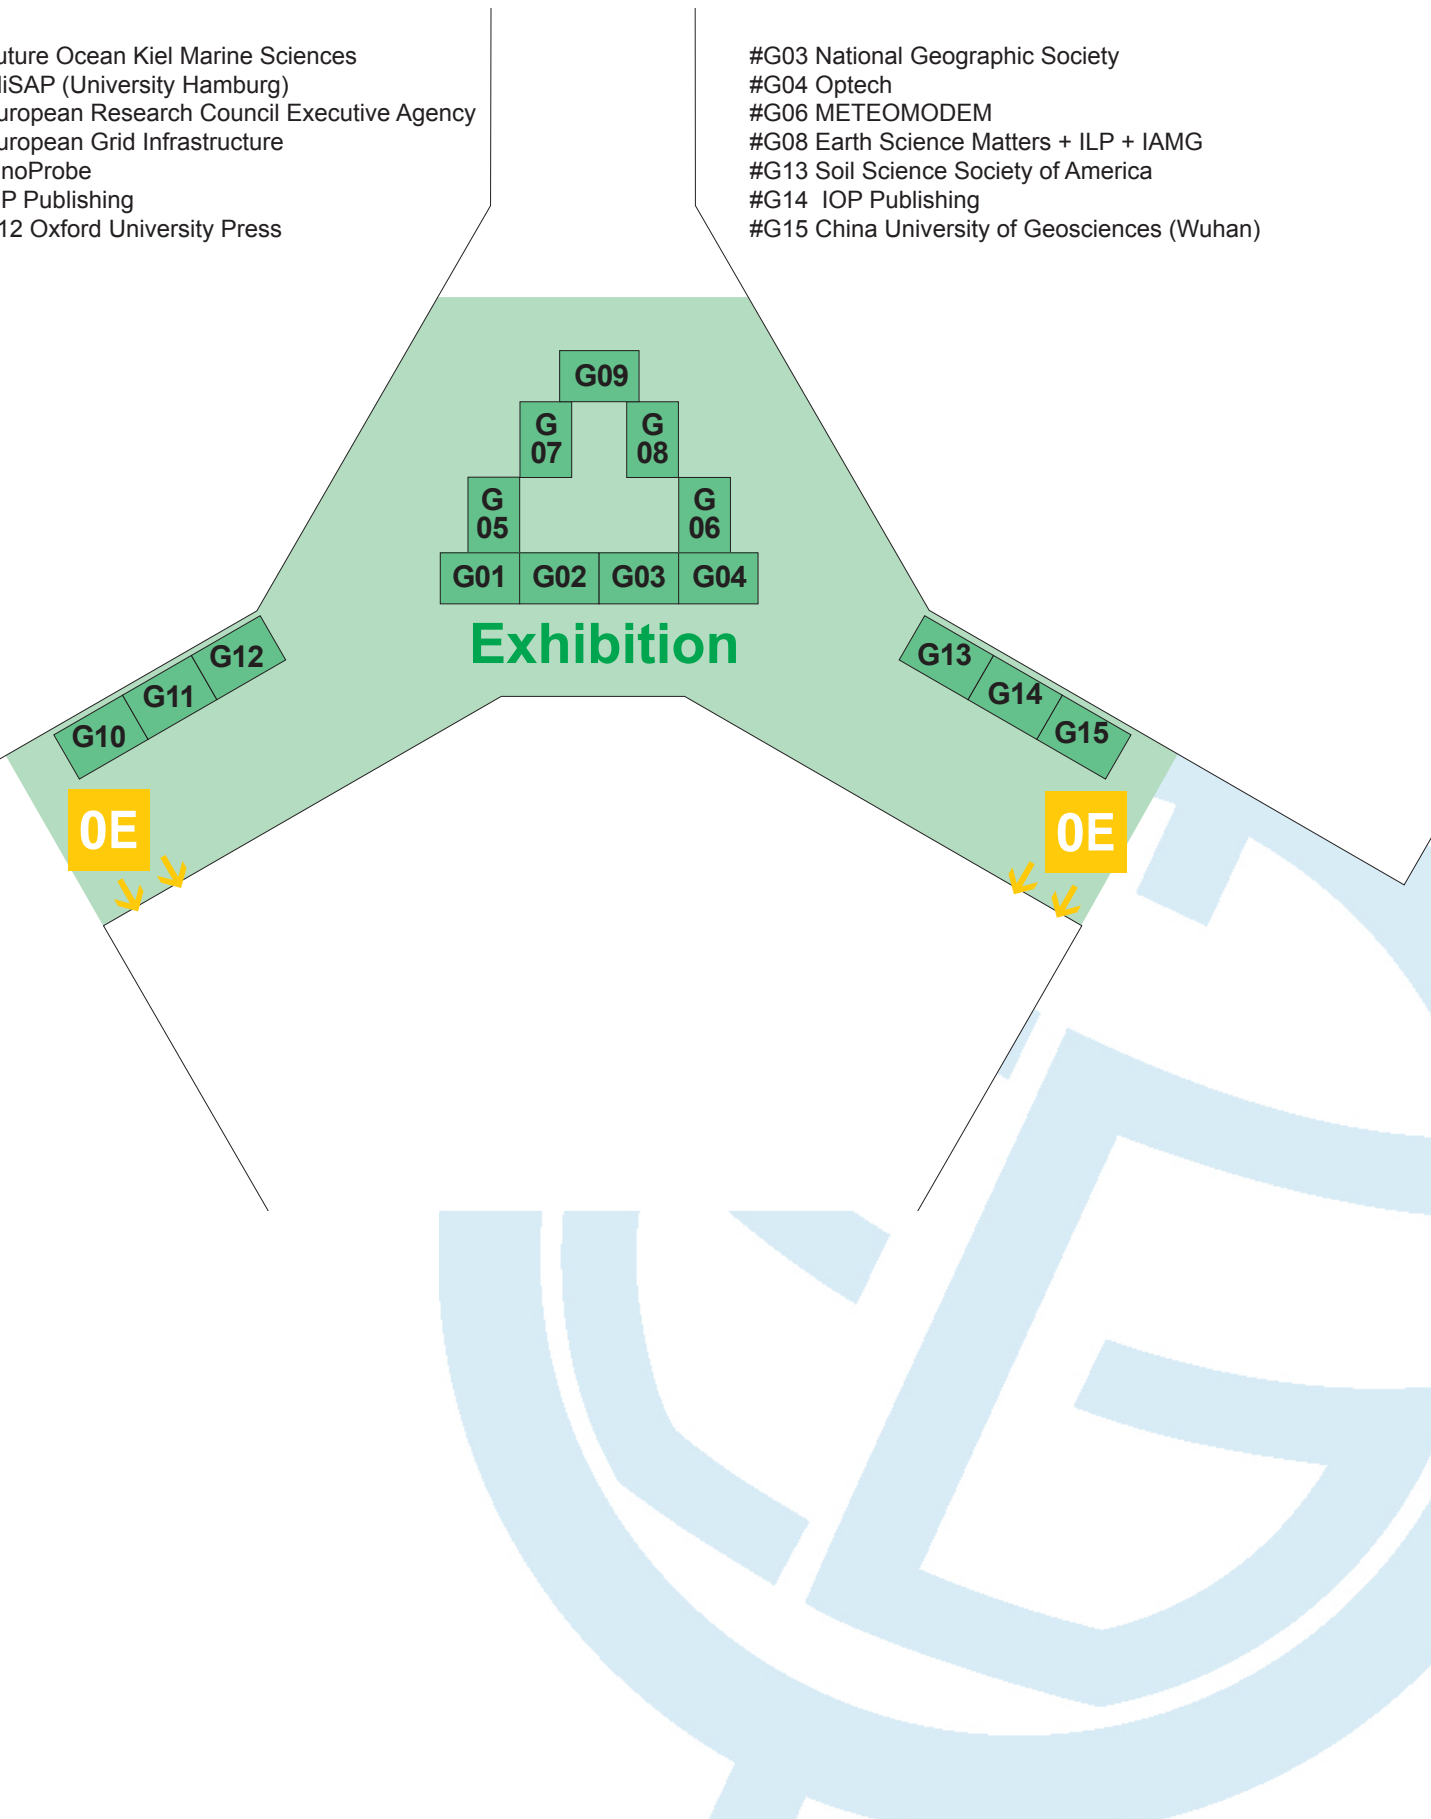 uture Ocean Kiel Marine Sciences
liSAP (University Hamburg)
uropean Research Council Executive Agency
uropean Grid Infrastructure
noProbe
P Publishing
12 Oxford University Press
#G03 National Geographic Society
#G04 Optech
#G06 METEOMODEM
#G08 Earth Science Matters + ILP + IAMG
#G13 Soil Science Society of America
#G14 IOP Publishing
#G15 China University of Geosciences (Wuhan)
G09
G
07
G
08
G
05
G
06
G01
G02
G03
G04
Exhibition
G12
G11
G10
G13
G14
G15
0E
0E